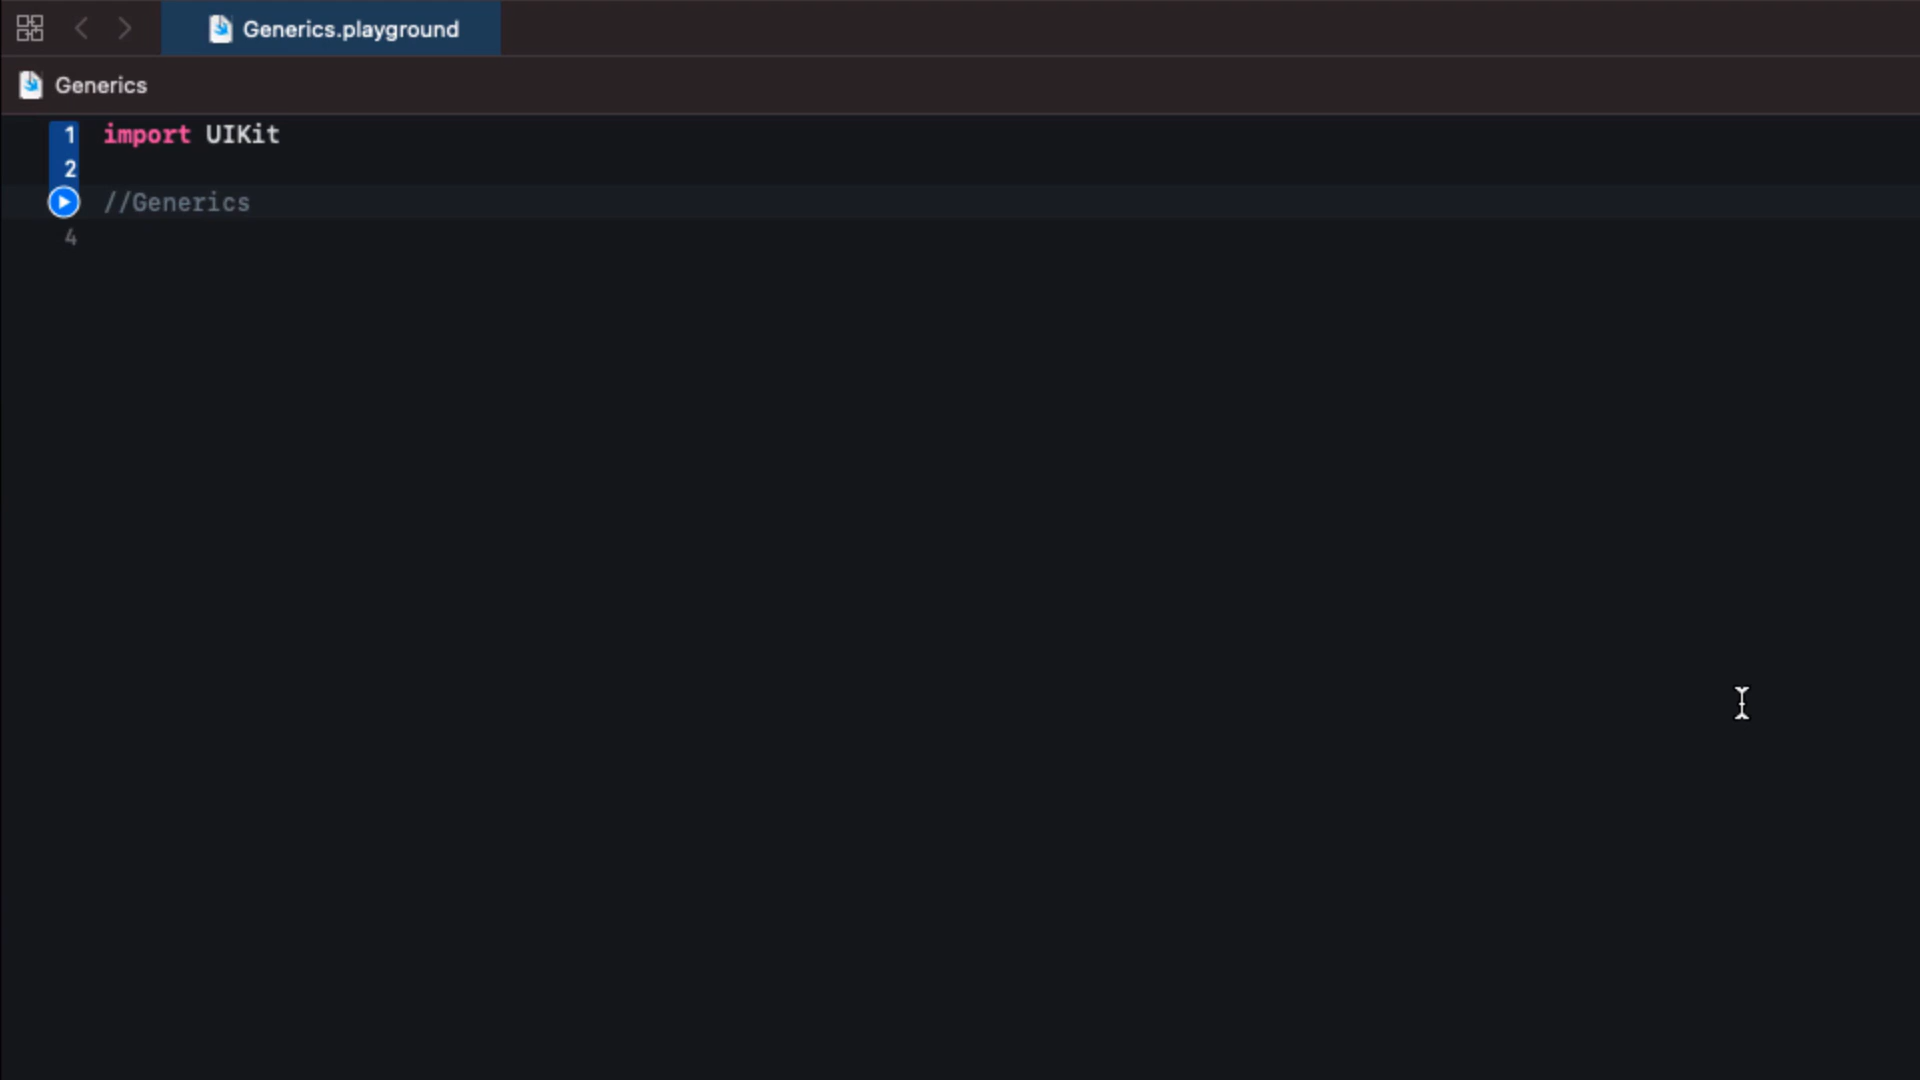 Generics.playground
Generics
1 import UIKit
2
//Generics
4